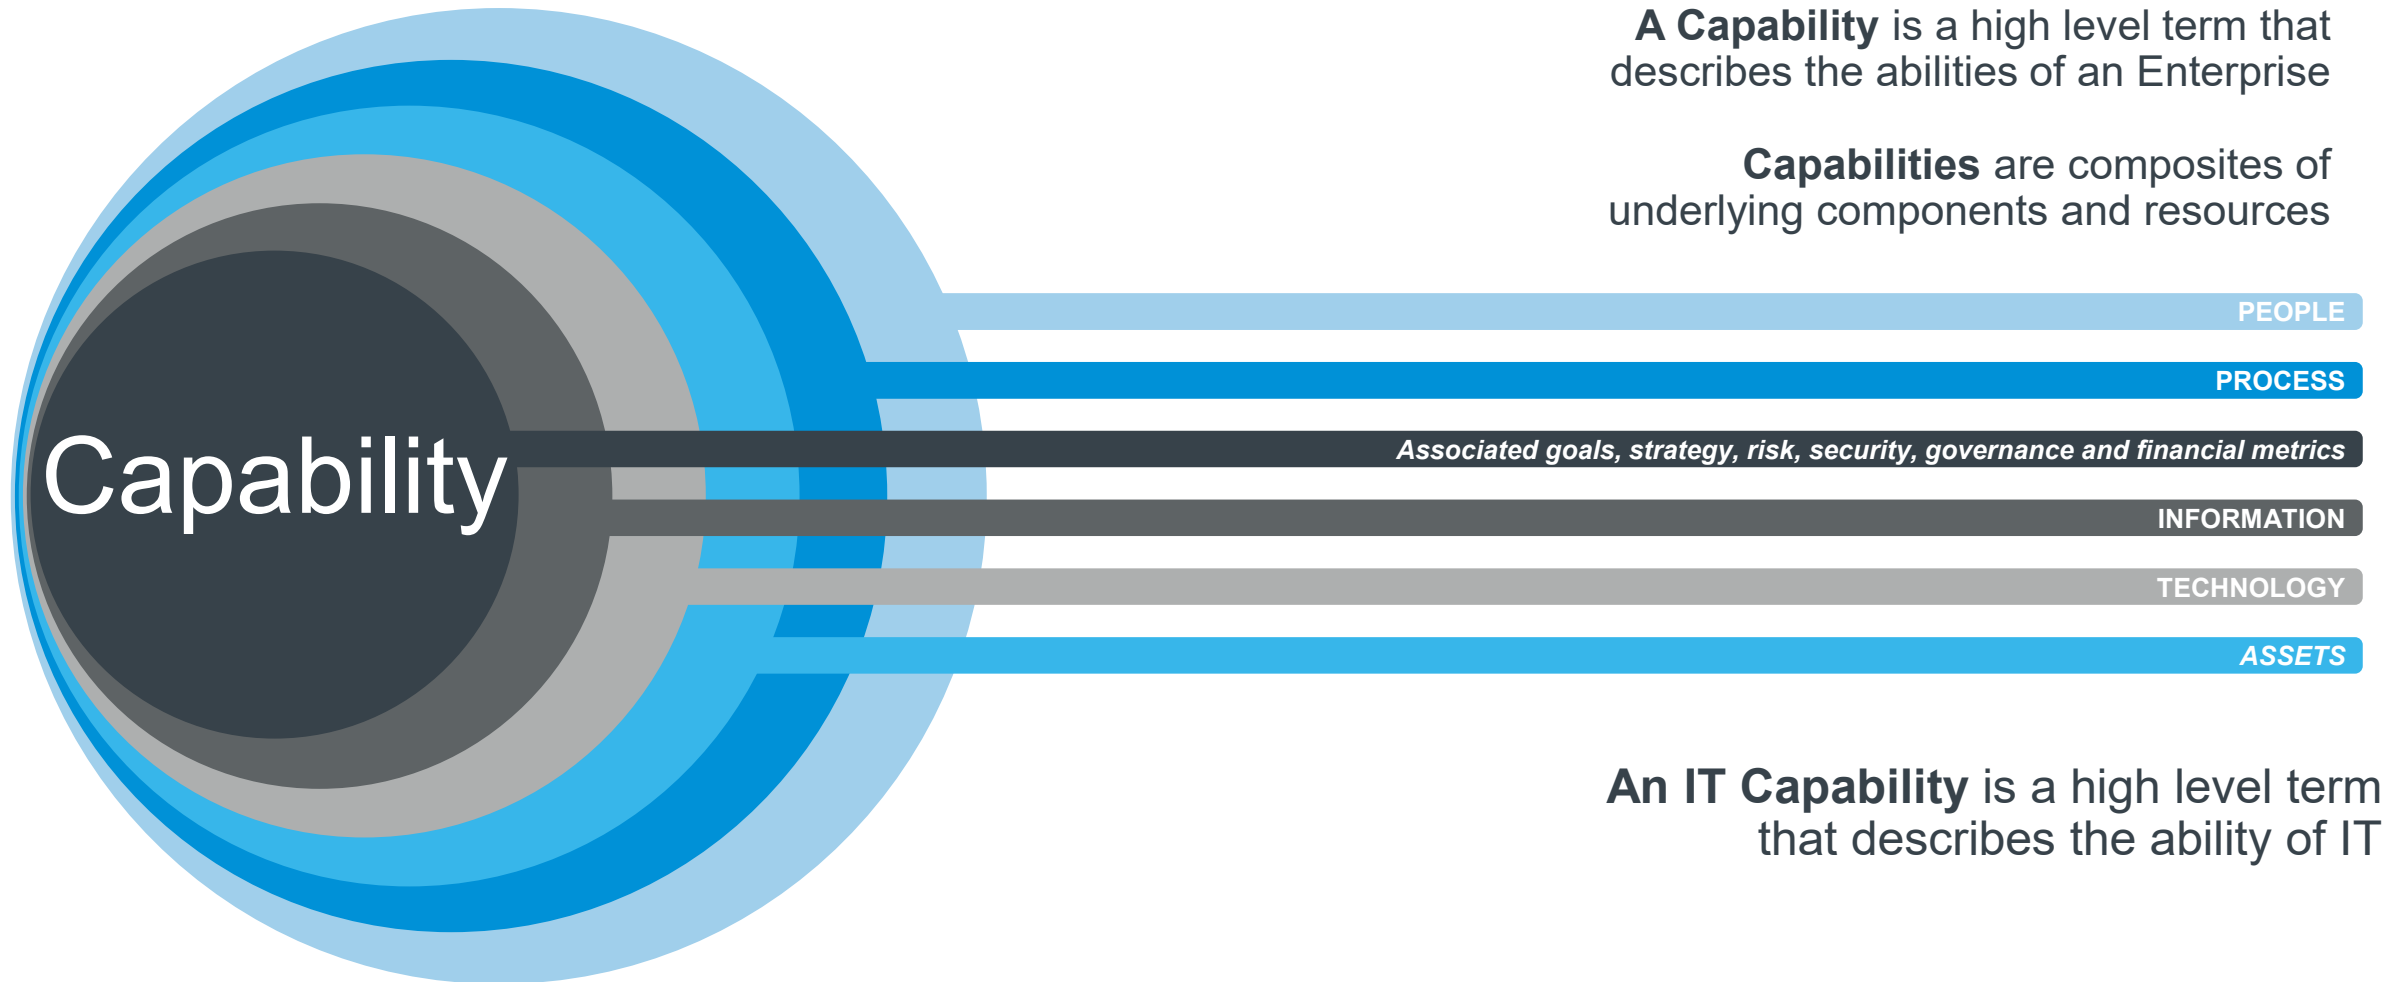 A Capability is a high level term that
describes the abilities of an Enterprise
Capabilities are composites of
underlying components and resources
PEOPLE
PROCESS
Capability
Associated goals, strategy, risk, security, governance and financial metrics
INFORMATION
TECHNOLOGY
ASSETS
An IT Capability is a high level term
that describes the ability of IT